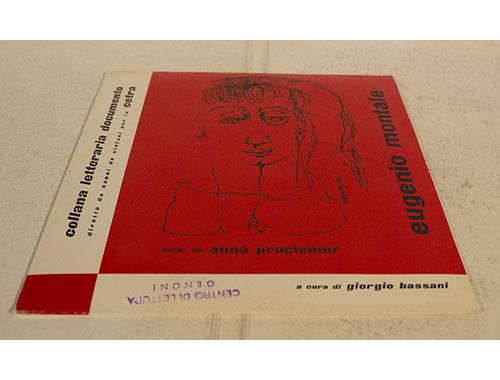 collana letteraria documento
diretta da nanni de stefani per la cetra
eugenio montale
detto da anna proclemer
a cura di giorgio bassani
CENTRO DI LETTURA
GENONI